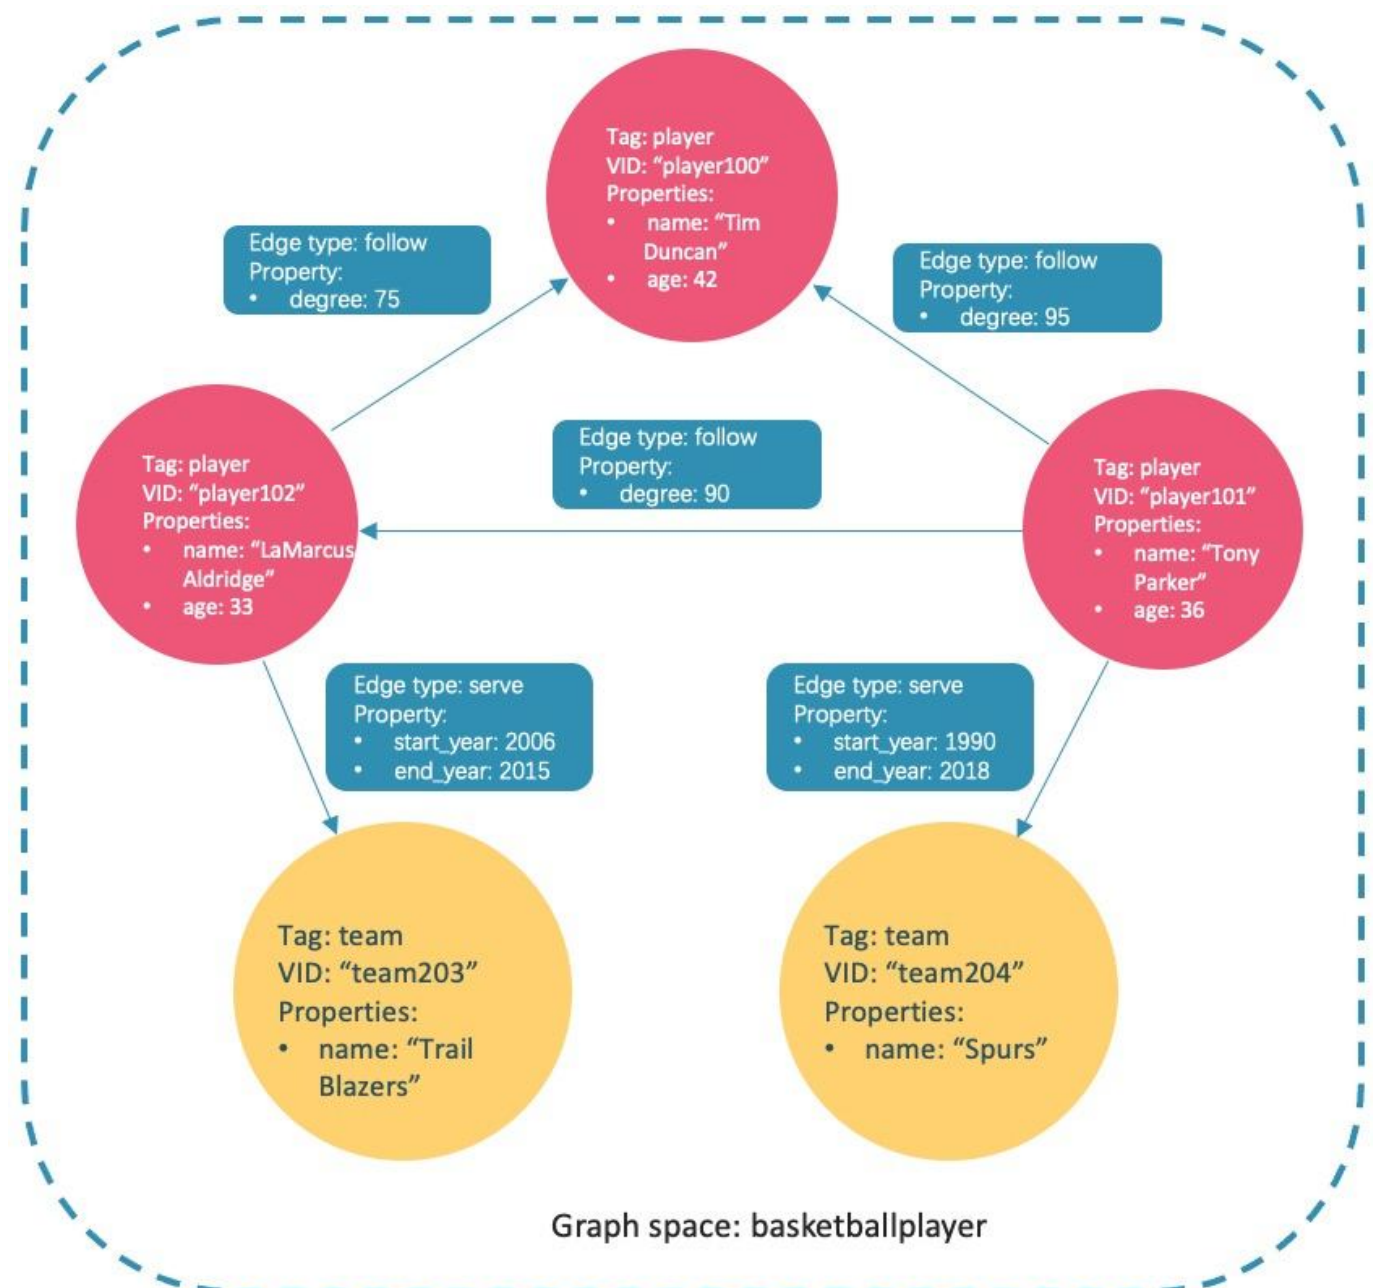 Tag: player
VID: “player100”
Properties:
• name: “Tim
Duncan”
• age: 42
Edge type: follow
Property:
• degree: 75
Edge type: follow
Property:
• degree: 95
Edge type: follow
Property:
• degree: 90
Tag: player
VID: “player102”
Properties:
• name: “LaMarcus
Aldridge”
• age: 33
Tag: player
VID: “player101”
Properties:
• name: “Tony
Parker”
• age: 36
Edge type: serve
Property:
• start_year: 2006
• end_year: 2015
Edge type: serve
Property:
• start_year: 1990
• end_year: 2018
Tag: team
VID: “team203”
Properties:
• name: “Trail
Blazers”
Tag: team
VID: “team204”
Properties:
• name: “Spurs”
Graph space: basketballplayer